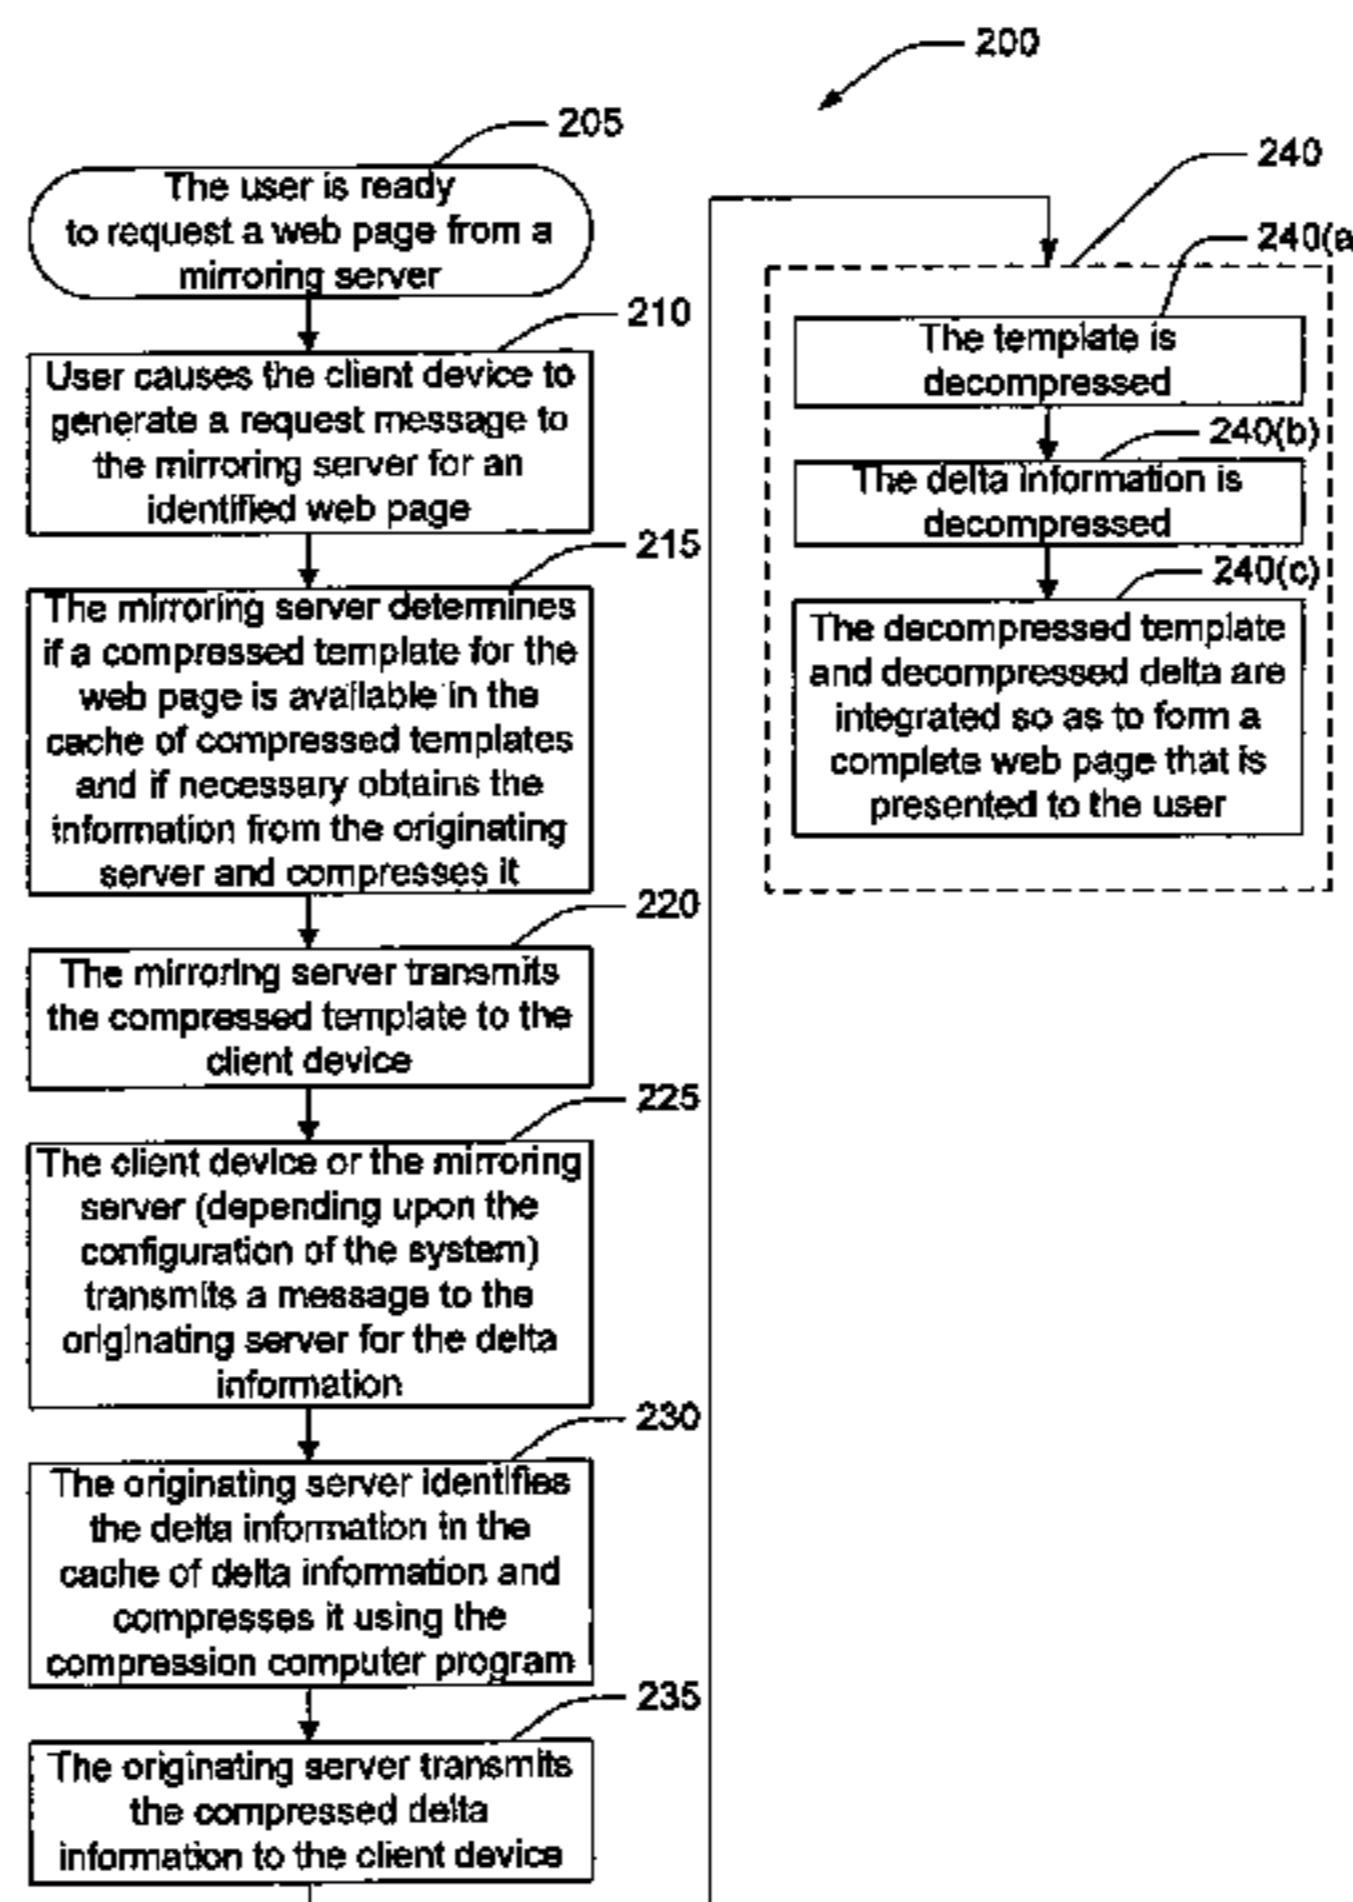 200
205
The user is ready
to request a web page from a
mirroring server
210
User causes the client device to
generate a request message to
the mirroring server for an
identified web page
215
The mirroring server determines
if a compressed template for the
web page is available in the
cache of compressed templates
and if necessary obtains the
information from the originating
server and compresses it
220
The mirroring server transmits
the compressed template to the
client device
225
The client device or the mirroring
server (depending upon the
configuration of the system)
transmits a message to the
originating server for the delta
information
230
The originating server identifies
the delta information in the
cache of delta information and
compresses it using the
compression computer program
235
The originating server transmits
the compressed delta
information to the client device
240
240(a
The template is
decompressed
240(b)
The delta information is
decompressed
240(c)
The decompressed template
and decompressed delta are
integrated so as to form a
complete web page that is
presented to the user